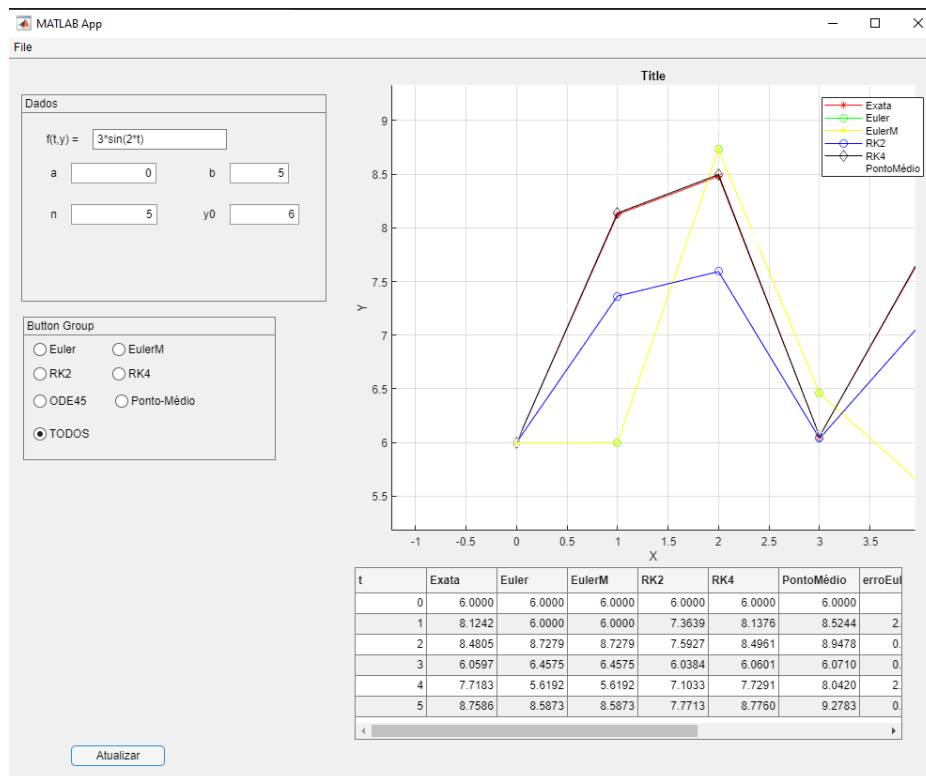 MATLAB App
File
Dados
f(t,y) = 3*sin(2*t)
a 0 b 5
n 5 y0 6
Button Group
Euler EulerM
RK2 RK4
ODE45 Ponto-Médio
TODOS
Atualizar
Title
Exata
Euler
EulerM
RK2
RK4
PontoMédio
9
8.5
8
7.5
7
6.5
6
5.5
Y
-1 -0.5 0 0.5 1 1.5 2 2.5 3 3.5
X
t Exata Euler EulerM RK2 RK4 PontoMédio erroEul
0 6.0000 6.0000 6.0000 6.0000 6.0000 6.0000
1 8.1242 6.0000 6.0000 7.3639 8.1376 8.5244 2.
2 8.4805 8.7279 8.7279 7.5927 8.4961 8.9478 0.
3 6.0597 6.4575 6.4575 6.0384 6.0601 6.0710 0.
4 7.7183 5.6192 5.6192 7.1033 7.7291 8.0420 2.
5 8.7586 8.5873 8.5873 7.7713 8.7760 9.2783 0.